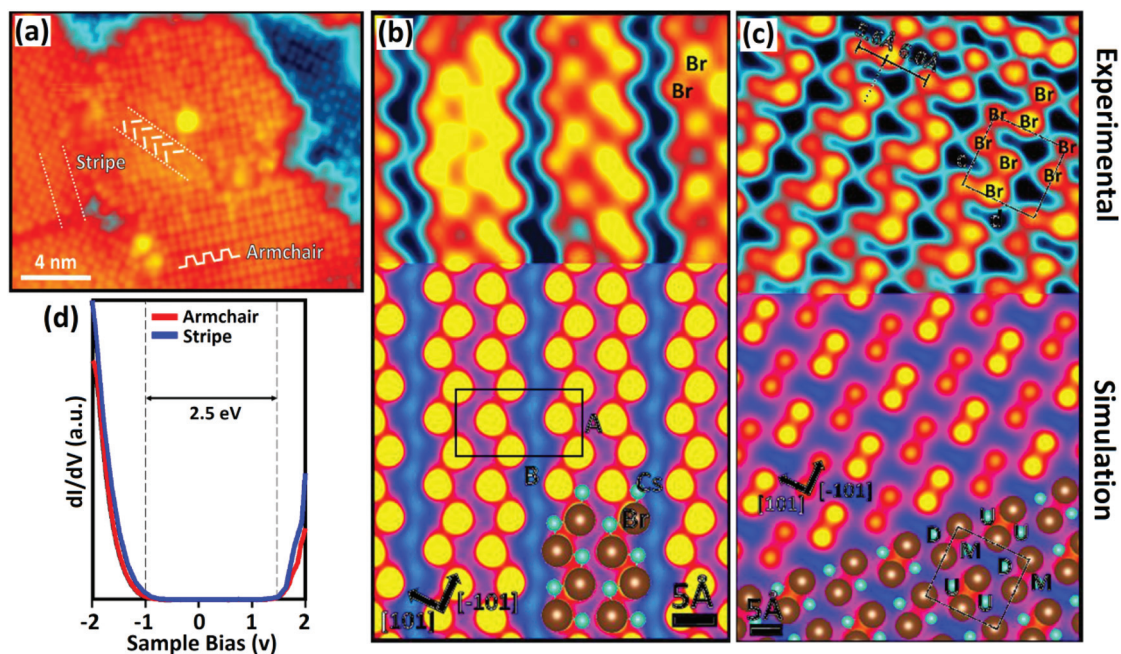 (a)
Stripe
4 nm
Armchair
(b)
Br
Br
(c)
Br
Br
Br
Br
Br
Br
Br
Br
Experimental
(d)
Armchair
Stripe
2.5 eV
dI/dV (a.u.)
-2 -1 0 1 2
Sample Bias (v)
A
B
Cs
Br
[101]
[-101]
5Å
[101]
[-101]
D
U
U
M
D
U
U
M
5Å
Simulation